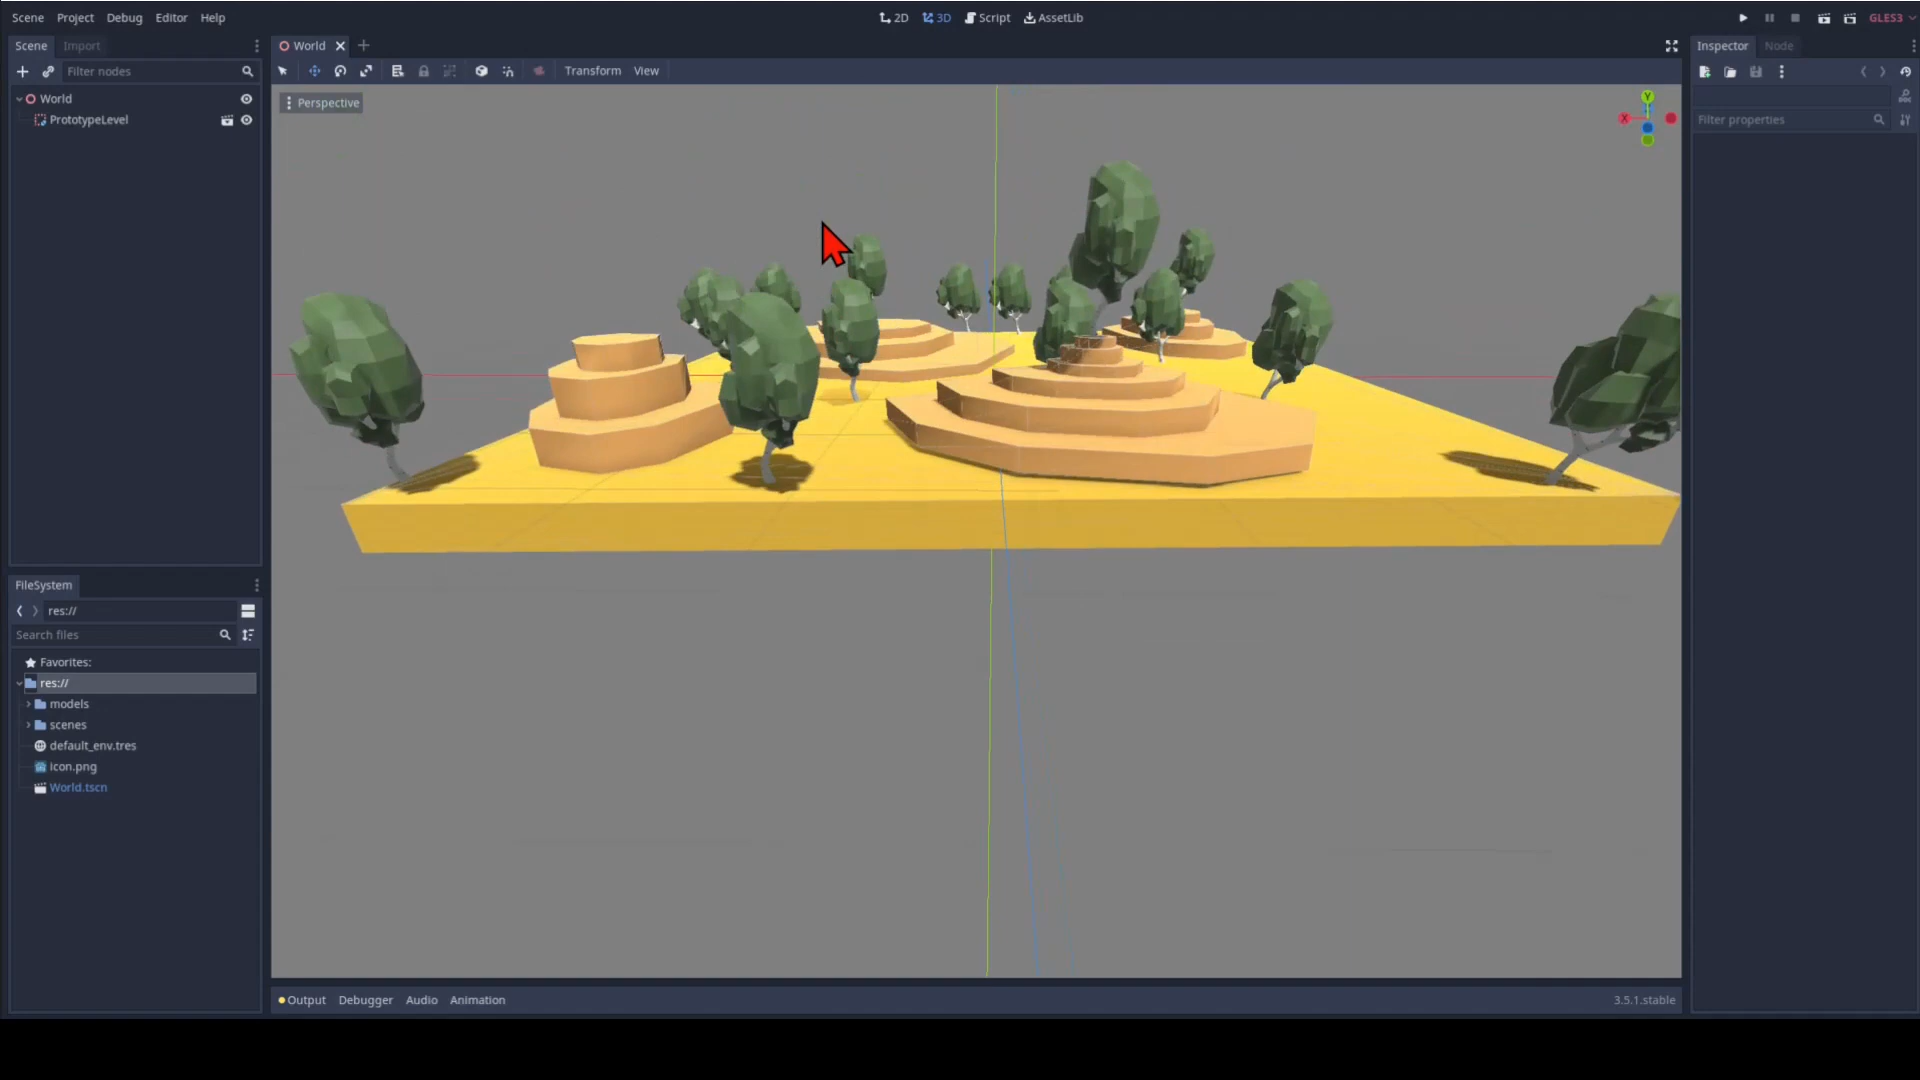 Scene Project Debug Editor Help
2D 3D Script AssetLib
GLES3
Scene Import
Filter nodes
World
PrototypeLevel
World
Transform View
Perspective
Y
X
Inspector Node
Filter properties
FileSystem
res://
Search files
Favorites:
res://
models
scenes
default_env.tres
icon.png
World.tscn
Output Debugger Audio Animation
3.5.1.stable